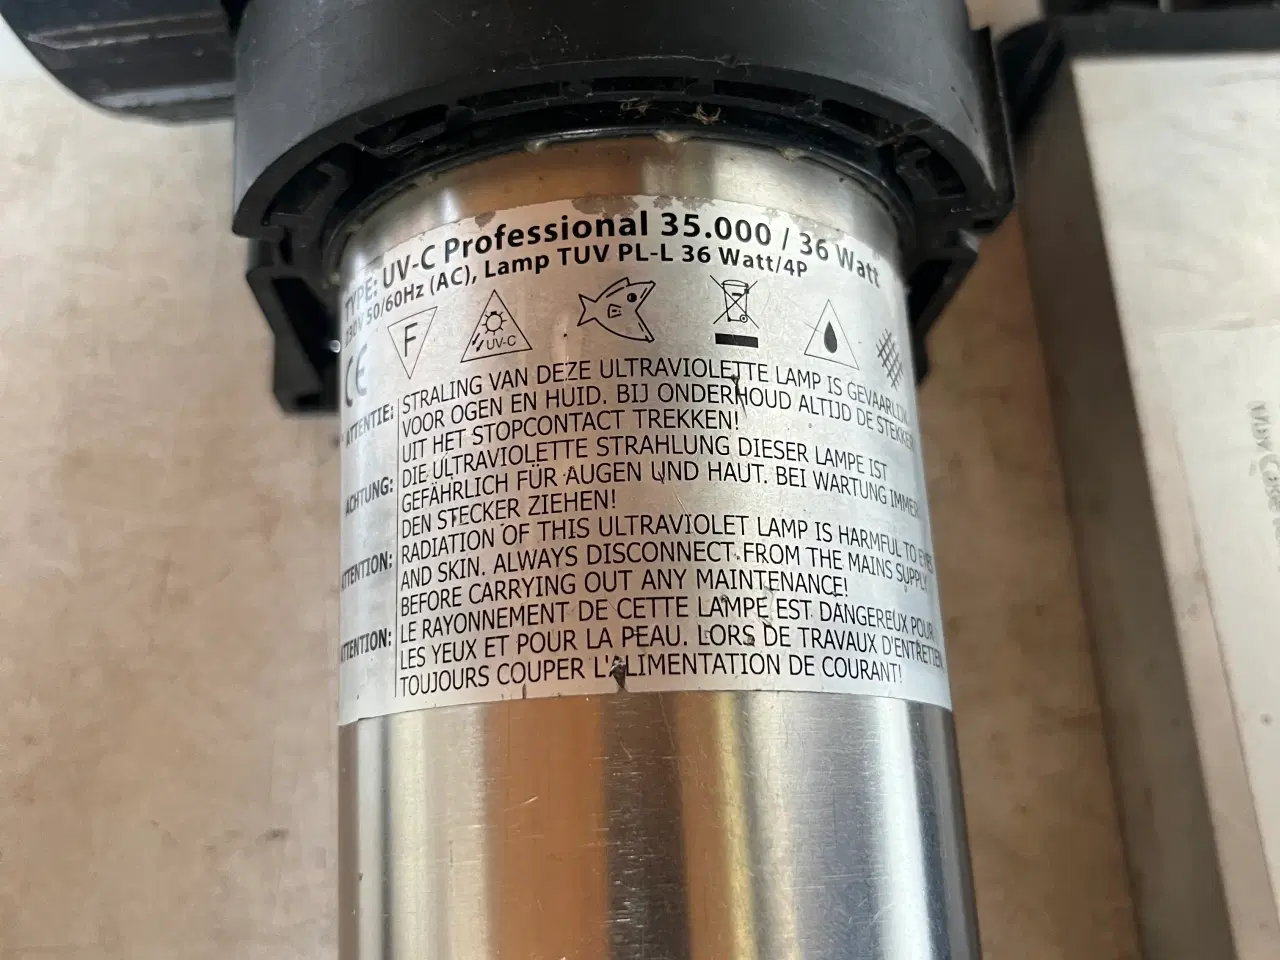 TYPE: UV-C Professional 35.000 / 36 Watt
230V 50/60Hz (AC), Lamp TUV PL-L 36 Watt/4P
F
UV-C
CE
ATTENTIE: STRALING VAN DEZE ULTRAVIOLETTE LAMP IS GEVAARLIJK
VOOR OGEN EN HUID. BIJ ONDERHOUD ALTIJD DE STEKKER
UIT HET STOPCONTACT TREKKEN!
ACHTUNG: DIE ULTRAVIOLETTE STRAHLUNG DIESER LAMPE IST
GEFÄHRLICH FÜR AUGEN UND HAUT. BEI WARTUNG IMMER
DEN STECKER ZIEHEN!
ATTENTION: RADIATION OF THIS ULTRAVIOLET LAMP IS HARMFUL TO EYES
AND SKIN. ALWAYS DISCONNECT FROM THE MAINS SUPPLY
BEFORE CARRYING OUT ANY MAINTENANCE!
ATTENTION: LE RAYONNEMENT DE CETTE LAMPE EST DANGEREUX POUR
LES YEUX ET POUR LA PEAU. LORS DE TRAVAUX D'ENTRETIEN
TOUJOURS COUPER L'ALIMENTATION DE COURANT!